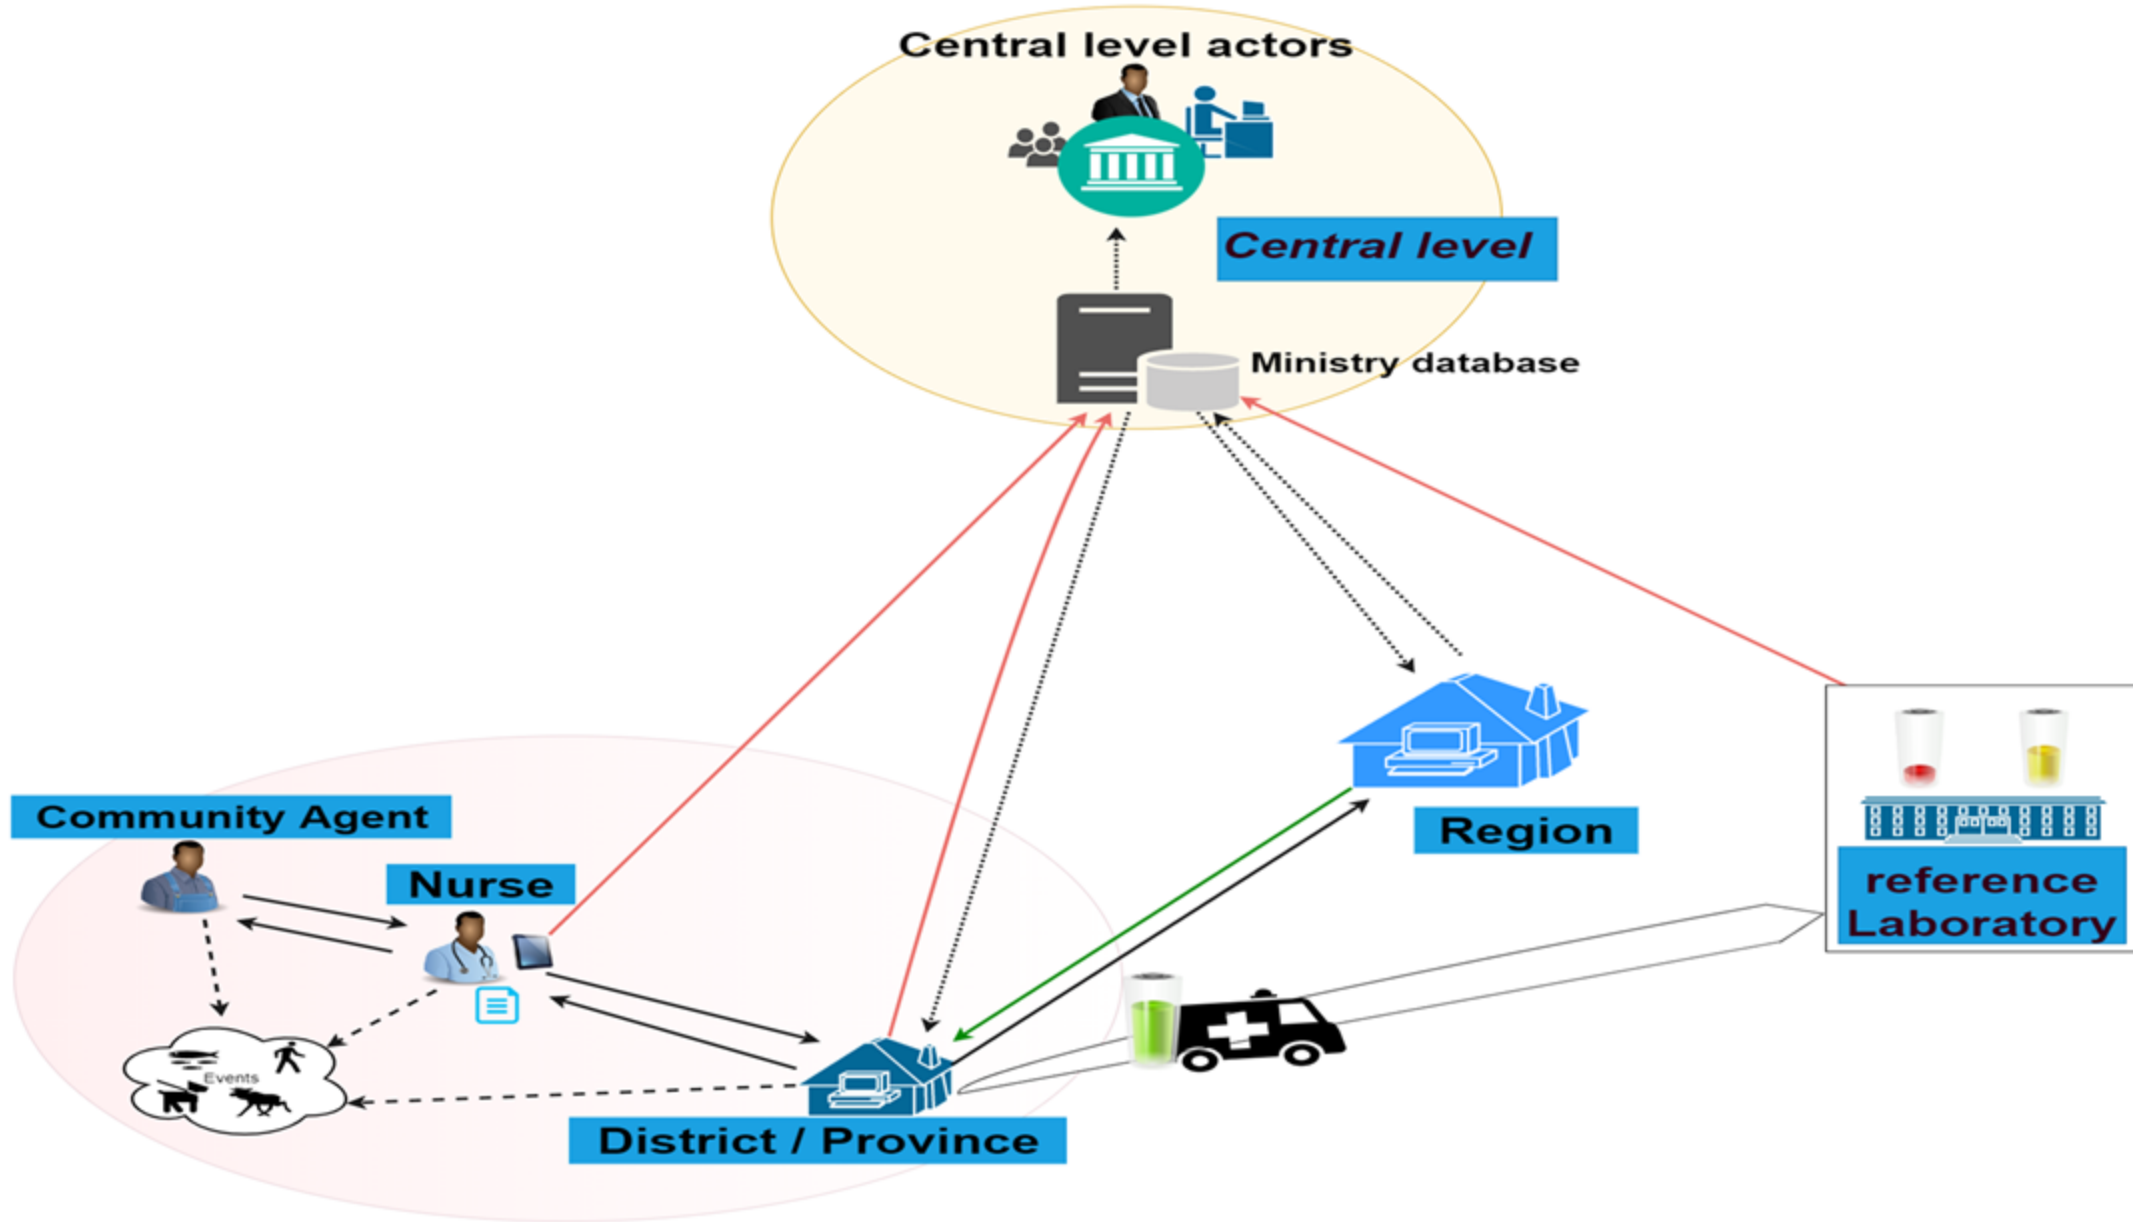 Central level actors
Central level
Ministry database
Community Agent
Nurse
Region
reference
Laboratory
Events
District / Province